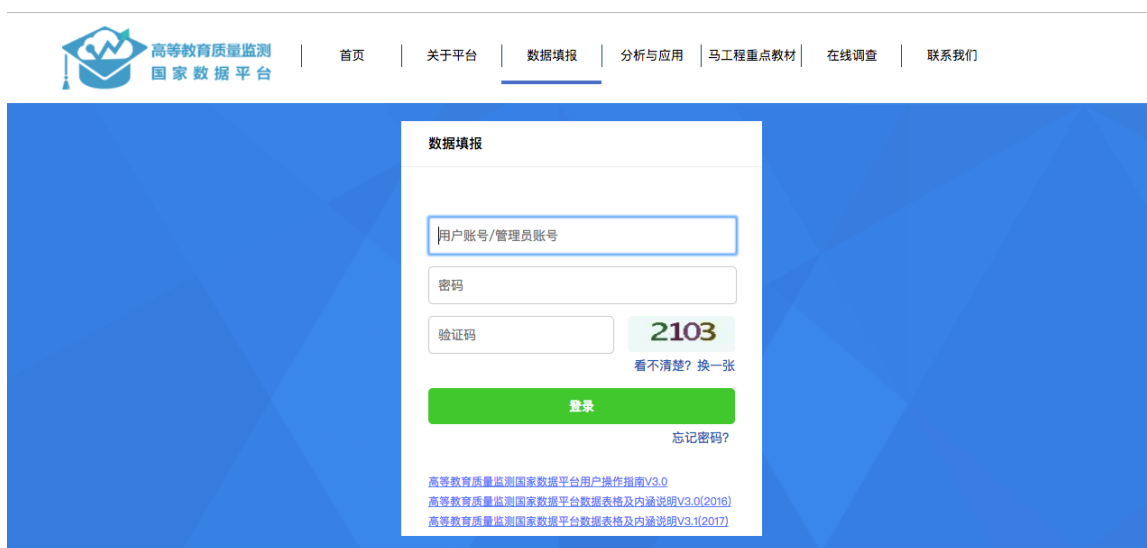 高等教育质量监测
国家数据平台
首页
关于平台
数据填报
分析与应用
马工程重点教材
在线调查
联系我们
数据填报
用户账号/管理员账号
密码
验证码
2103
看不清楚? 换一张
登录
忘记密码?
高等教育质量监测国家数据平台用户操作指南V3.0
高等教育质量监测国家数据平台数据表格及内涵说明V3.0(2016)
高等教育质量监测国家数据平台数据表格及内涵说明V3.1(2017)